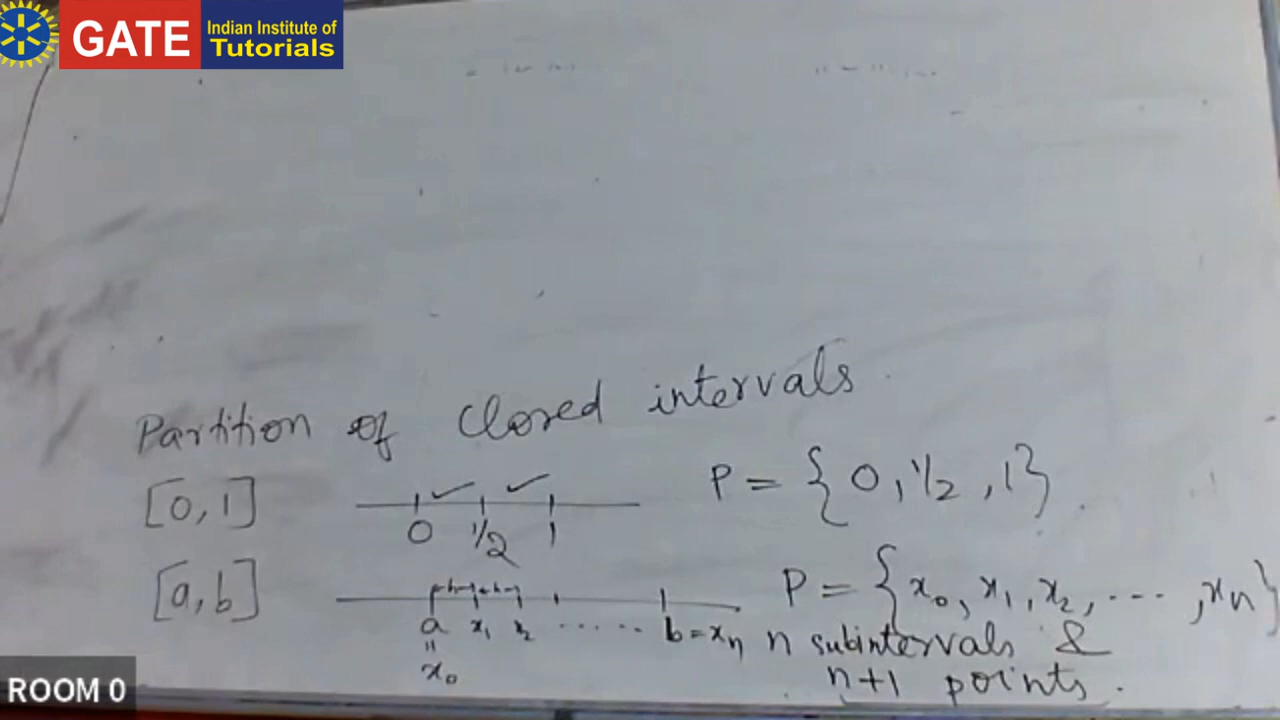 GATE Indian Institute of Tutorials
Partition of Closed intervals.
[0,1] 0 1/2 1 P = { 0, 1/2, 1}
[a,b] h h P = { x₀, x₁, x₂, ... , xₙ}
a x₁ x₂ ...... b = xₙ n subintervals &
" x₀ n+1 points.
ROOM 0